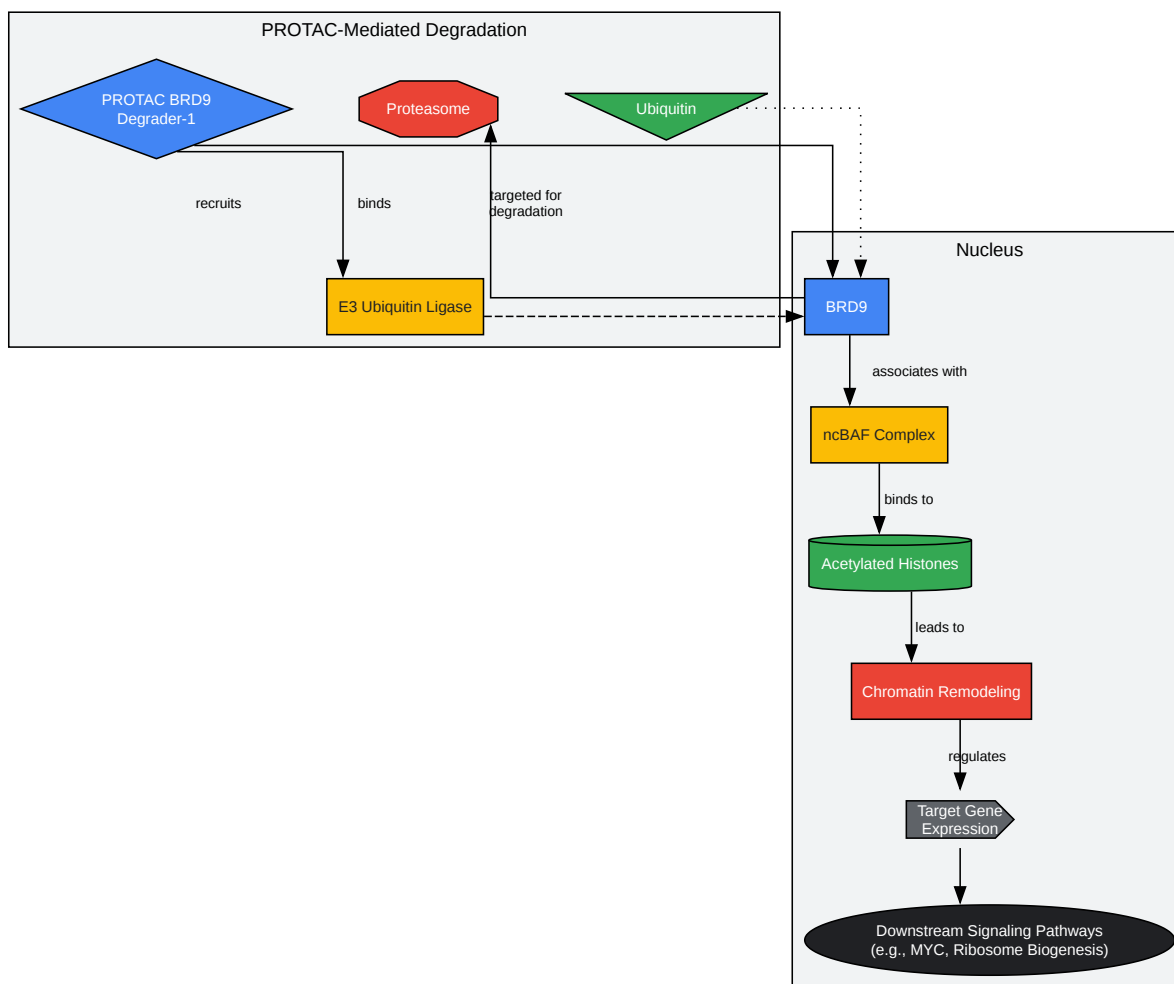 PROTAC-Mediated Degradation
PROTAC BRD9
Degrader-1
Proteasome
Ubiquitin
recruits
binds
targeted for
degradation
Nucleus
E3 Ubiquitin Ligase
BRD9
associates with
ncBAF Complex
binds to
Acetylated Histones
leads to
Chromatin Remodeling
regulates
Target Gene
Expression
Downstream Signaling Pathways
(e.g., MYC, Ribosome Biogenesis)